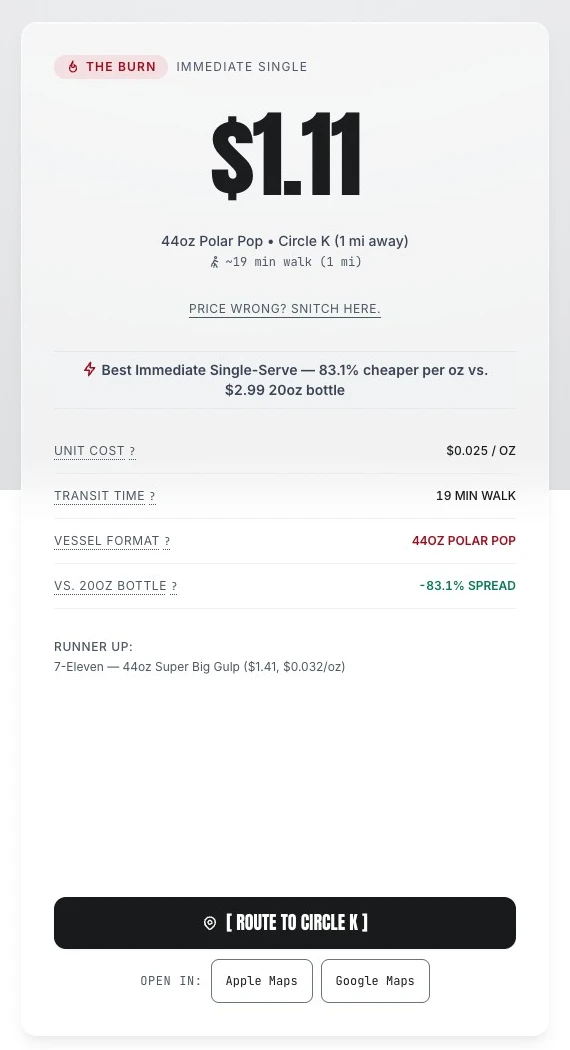 THE BURN IMMEDIATE SINGLE
$1.11
44oz Polar Pop • Circle K (1 mi away)
~19 min walk (1 mi)
PRICE WRONG? SNITCH HERE.
Best Immediate Single-Serve — 83.1% cheaper per oz vs.
$2.99 20oz bottle
UNIT COST ? $0.025 / OZ
TRANSIT TIME ? 19 MIN WALK
VESSEL FORMAT ? 44OZ POLAR POP
VS. 20OZ BOTTLE ? -83.1% SPREAD
RUNNER UP:
7-Eleven — 44oz Super Big Gulp ($1.41, $0.032/oz)
[ ROUTE TO CIRCLE K ]
OPEN IN: Apple Maps Google Maps